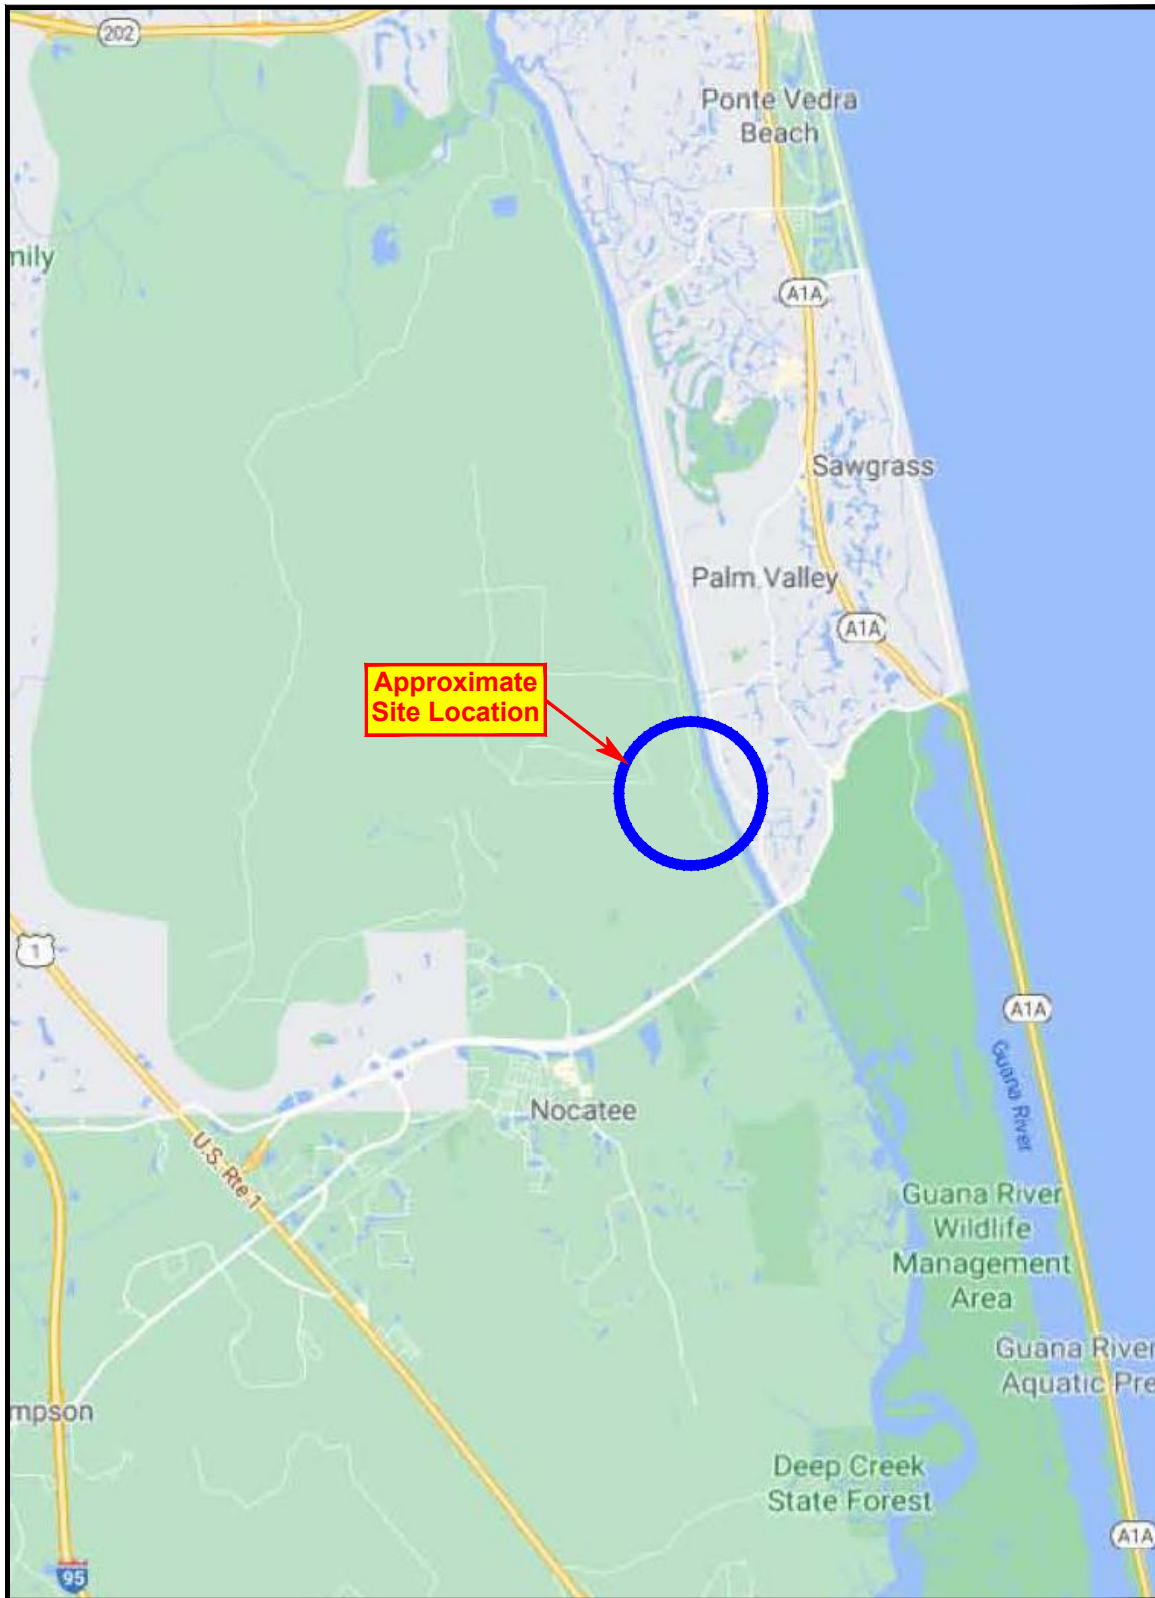 202
Ponte Vedra
Beach
nily
A1A
Sawgrass
Palm Valley
A1A
Approximate
Site Location
1
A1A
Guana River
Nocatee
U.S. Rte 1
Guana River
Wildlife
Management
Area
Guana River
Aquatic Pre
mpson
Deep Creek
State Forest
A1A
95